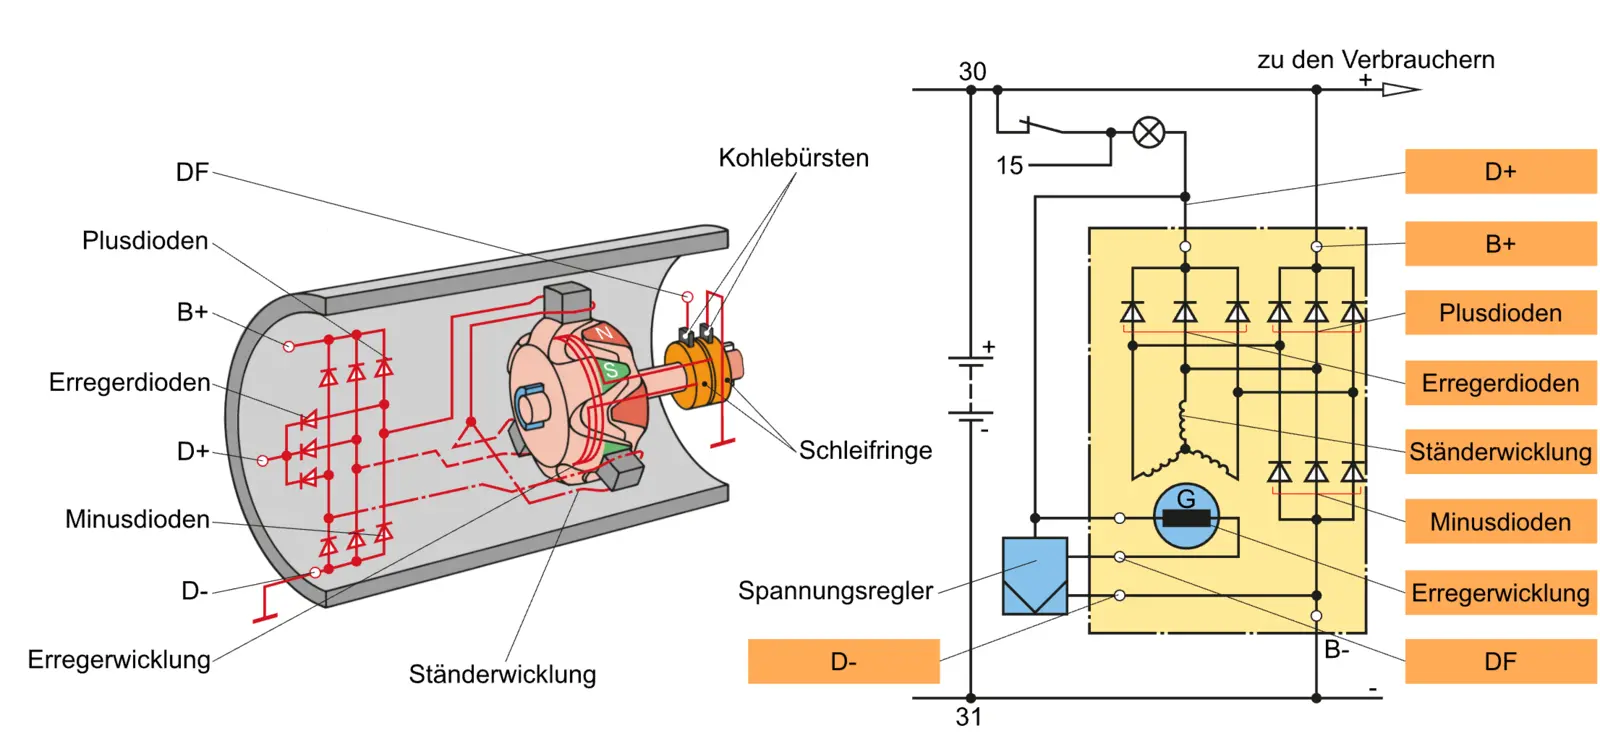 DF
Plusdioden
B+
Erregerdioden
D+
Minusdioden
D-
Erregerwicklung
Ständerwicklung
Kohlebürsten
Schleifringe
N
S
30
zu den Verbrauchern
+
15
D+
B+
Plusdioden
+
Erregerdioden
-
Ständerwicklung
G
Minusdioden
Spannungsregler
Erregerwicklung
D-
B-
DF
-
31